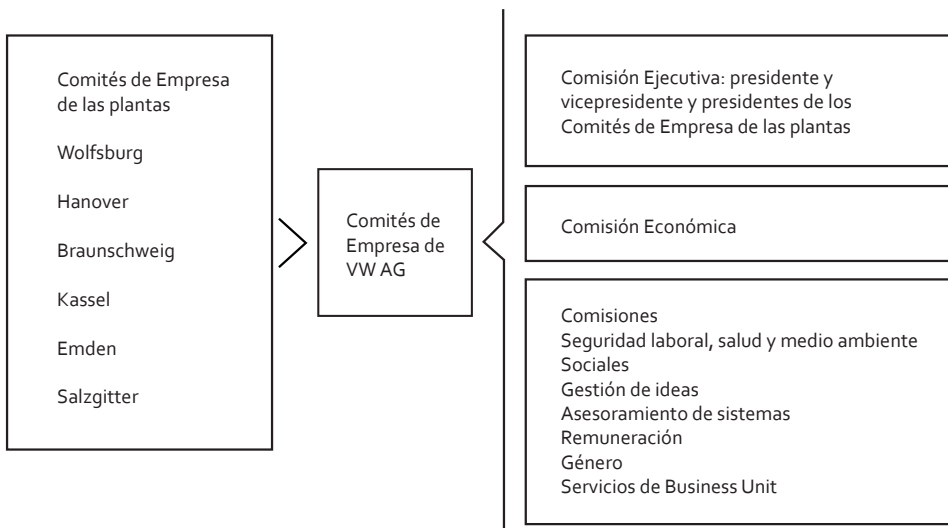 Comités de Empresa
de las plantas
Wolfsburg
Hanover
Braunschweig
Kassel
Emden
Salzgitter
Comités de
Empresa de
VW AG
Comisión Ejecutiva: presidente y
vicepresidente y presidentes de los
Comités de Empresa de las plantas
Comisión Económica
Comisiones
Seguridad laboral, salud y medio ambiente
Sociales
Gestión de ideas
Asesoramiento de sistemas
Remuneración
Género
Servicios de Business Unit